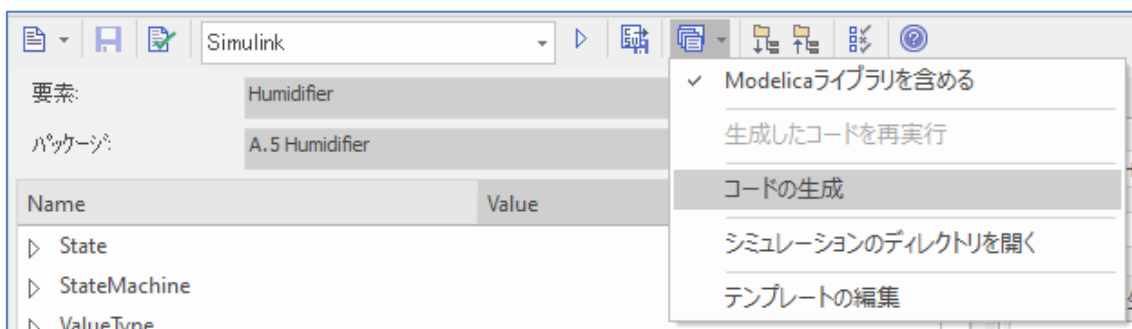 Simulink
要素:
Humidifier
パッケージ:
A.5 Humidifier
Name
Value
State
StateMachine
ValueType
Modelicaライブラリを含める
生成したコードを再実行
コードの生成
シミュレーションのディレクトリを開く
テンプレートの編集